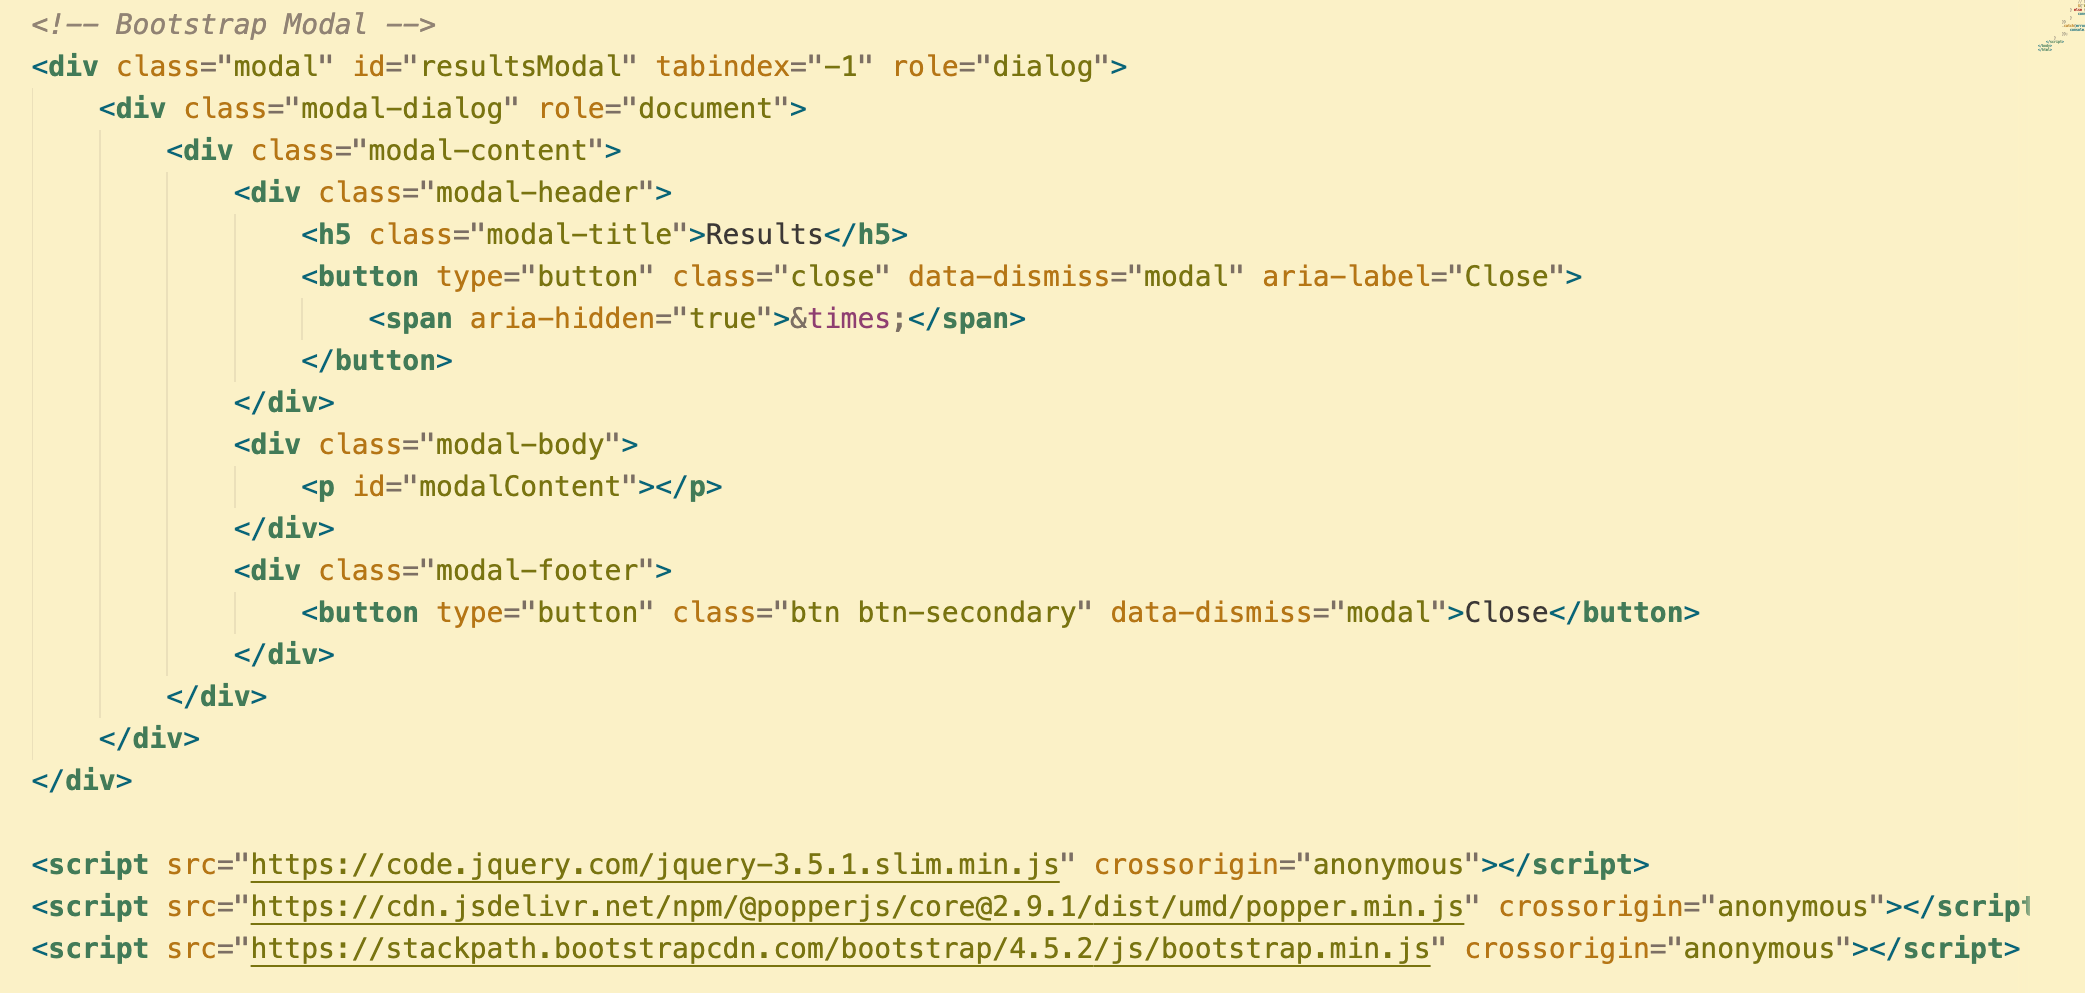 <!-- Bootstrap Modal -->
<div class="modal" id="resultsModal" tabindex="-1" role="dialog">
    <div class="modal-dialog" role="document">
        <div class="modal-content">
            <div class="modal-header">
                <h5 class="modal-title">Results</h5>
                <button type="button" class="close" data-dismiss="modal" aria-label="Close">
                    <span aria-hidden="true">&times;</span>
                </button>
            </div>
            <div class="modal-body">
                <p id="modalContent"></p>
            </div>
            <div class="modal-footer">
                <button type="button" class="btn btn-secondary" data-dismiss="modal">Close</button>
            </div>
        </div>
    </div>
</div>

<script src="https://code.jquery.com/jquery-3.5.1.slim.min.js" crossorigin="anonymous"></script>
<script src="https://cdn.jsdelivr.net/npm/@popperjs/core@2.9.1/dist/umd/popper.min.js" crossorigin="anonymous"></script
<script src="https://stackpath.bootstrapcdn.com/bootstrap/4.5.2/js/bootstrap.min.js" crossorigin="anonymous"></script>